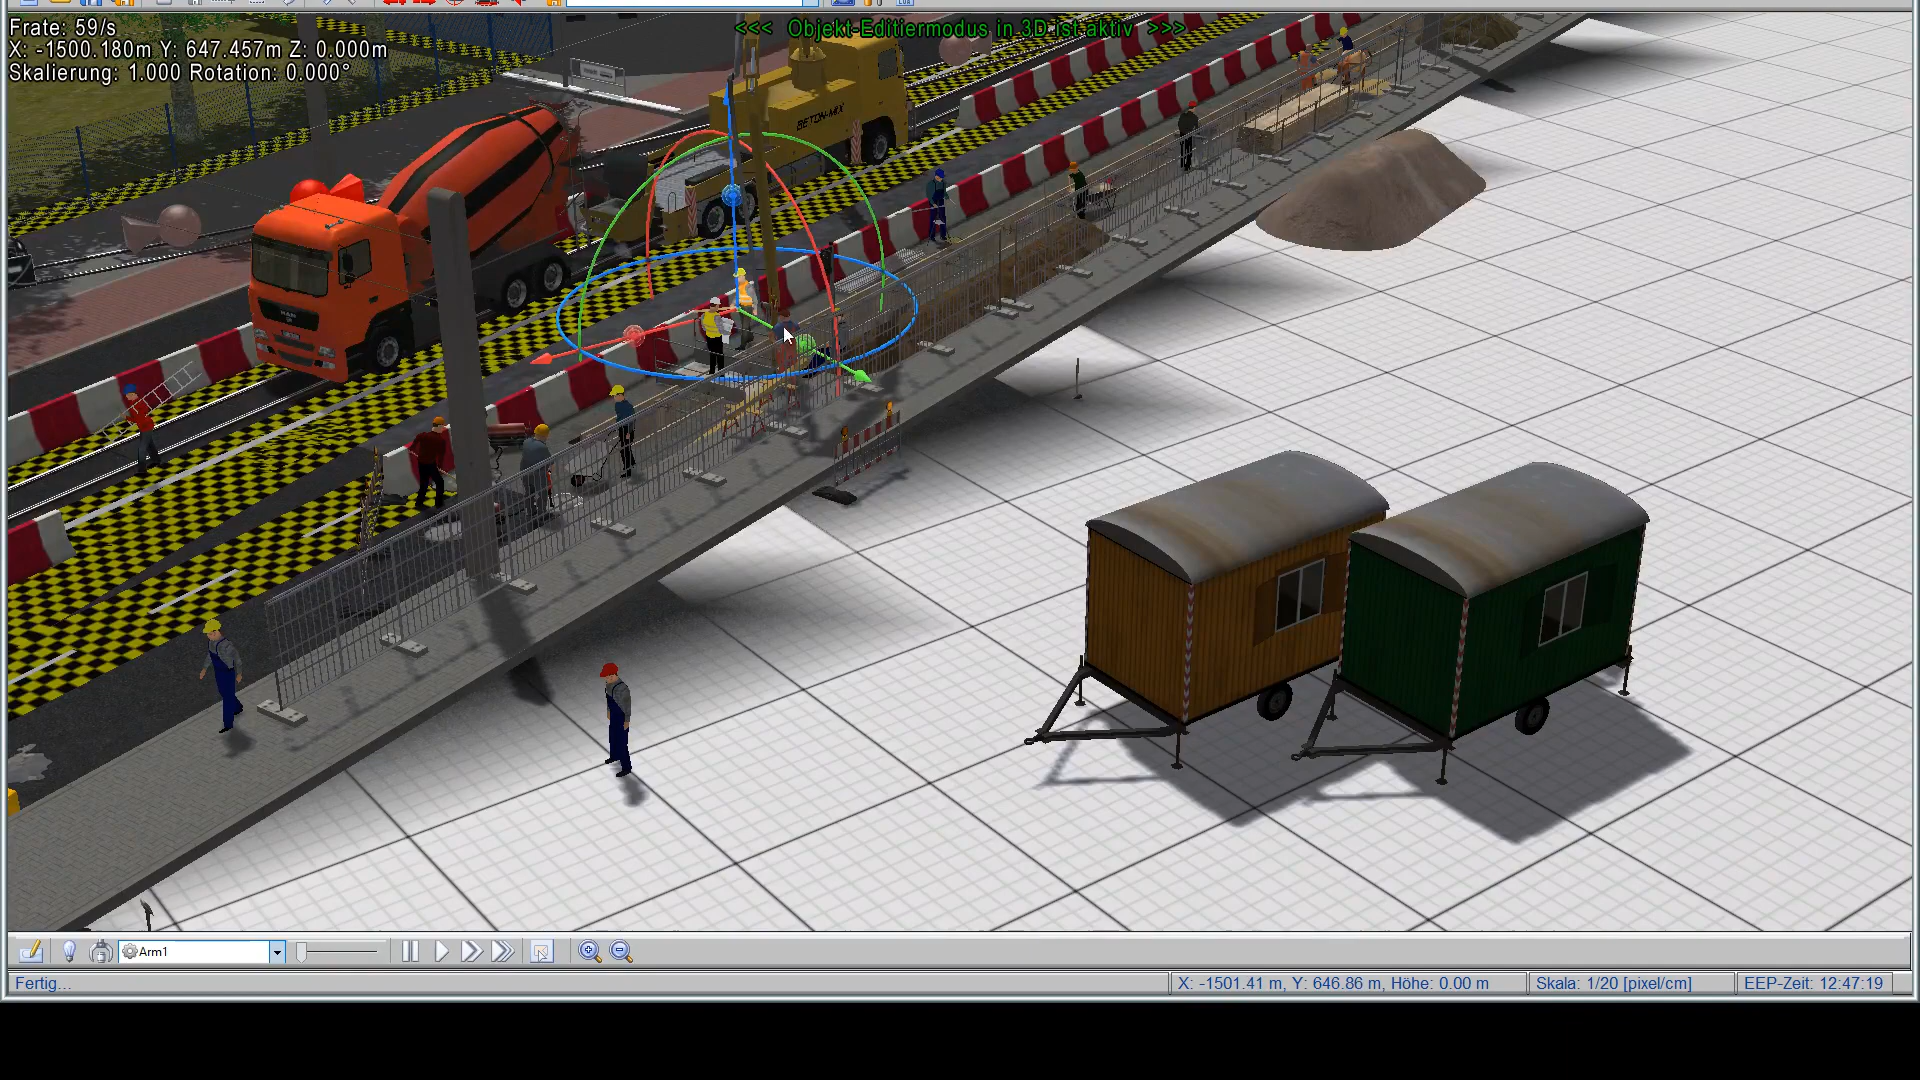 Frate: 59/s
<<< Objekt-Editiermodus in 3D ist aktiv >>>
X: -1500.180m Y: 647.457m Z: 0.000m
Skalierung: 1.000 Rotation: 0.000°
BETON-MIX
MAN
Arm1
Fertig...
X: -1501.41 m, Y: 646.86 m, Höhe: 0.00 m
Skala: 1/20 [pixel/cm]
EEP-Zeit: 12:47:19